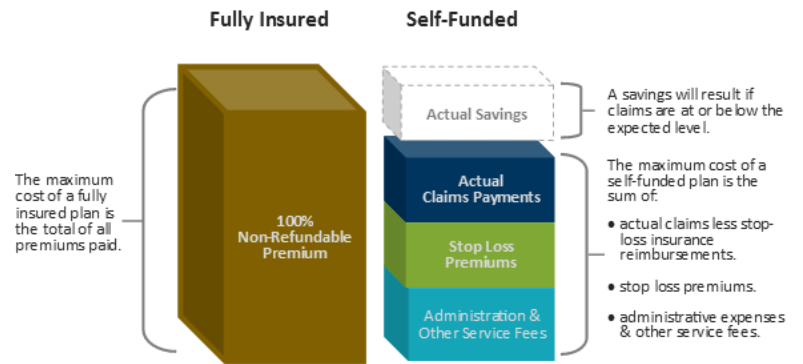 Fully Insured
Self-Funded
The maximum
cost of a fully
insured plan is
the total of all
premiums paid.
100%
Non-Refundable
Premium
Actual Savings
Actual
Claims Payments
Stop Loss
Premiums
Administration &
Other Service Fees
A savings will result if
claims are at or below the
expected level.
The maximum cost of a
self-funded plan is the
sum of:
• actual claims less stop-
loss insurance
reimbursements.
• stop loss premiums.
• administrative expenses
& other service fees.